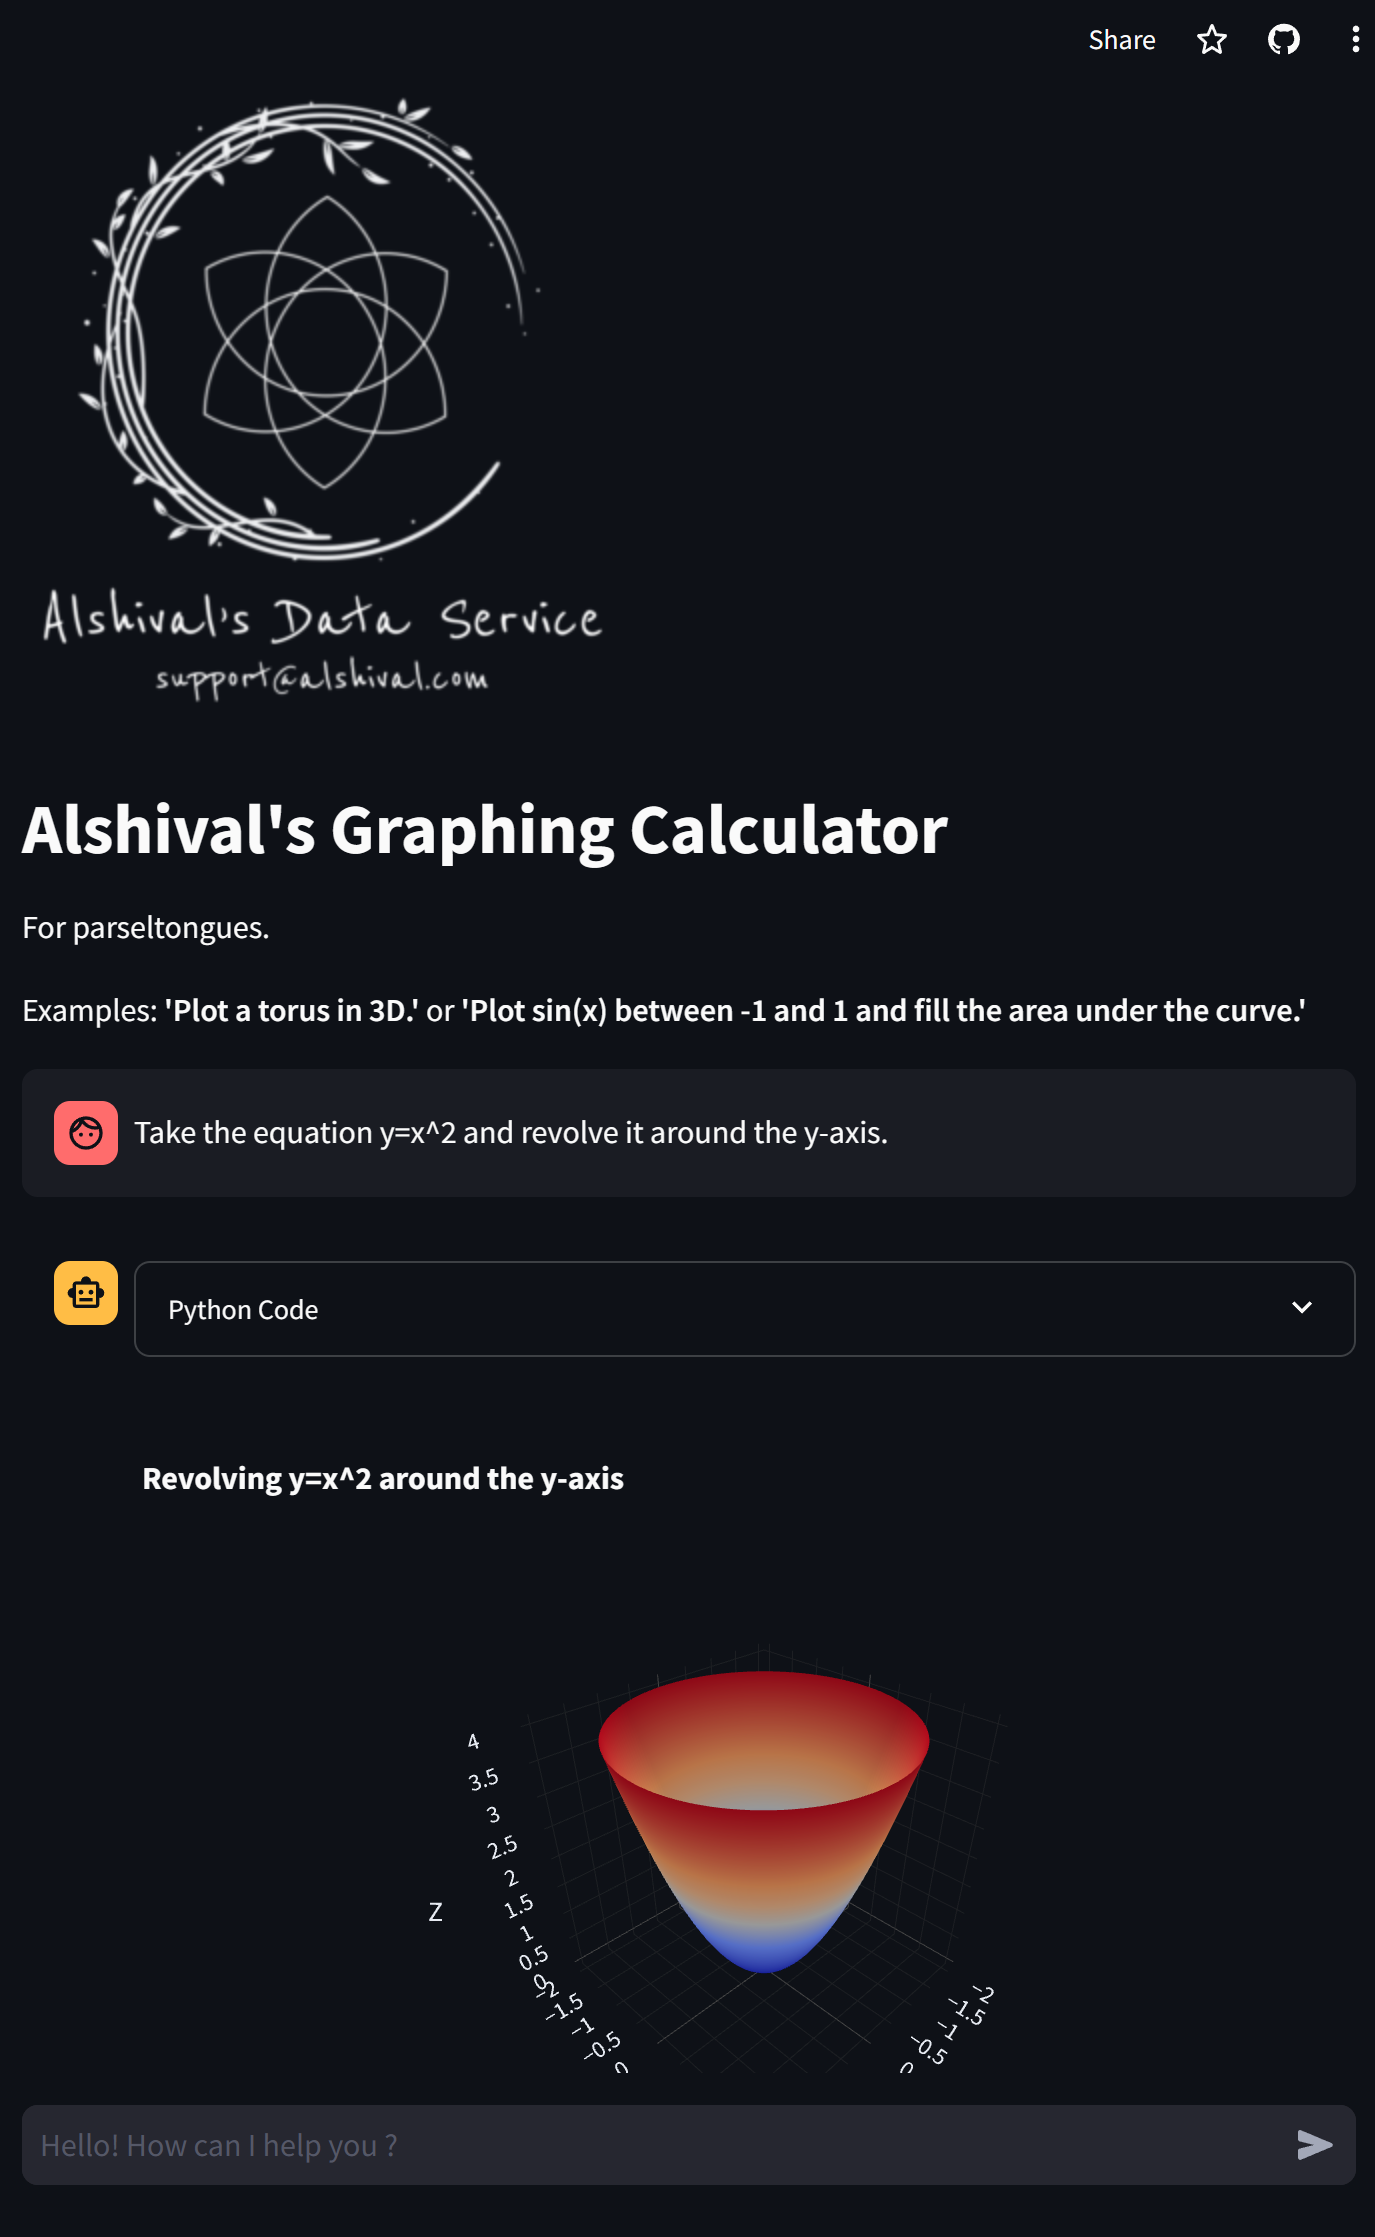 Share
Alshival's Data Service
support@alshival.com
Alshival's Graphing Calculator
For parseltongues.
Examples: 'Plot a torus in 3D.' or 'Plot sin(x) between -1 and 1 and fill the area under the curve.'
Take the equation y=x^2 and revolve it around the y-axis.
Python Code
Revolving y=x^2 around the y-axis
4
3.5
3
2.5
2
1.5
1
0.5
0
Z
−2
−1.5
−1
−0.5
0
−2
−1.5
−1
−0.5
0
Hello! How can I help you ?